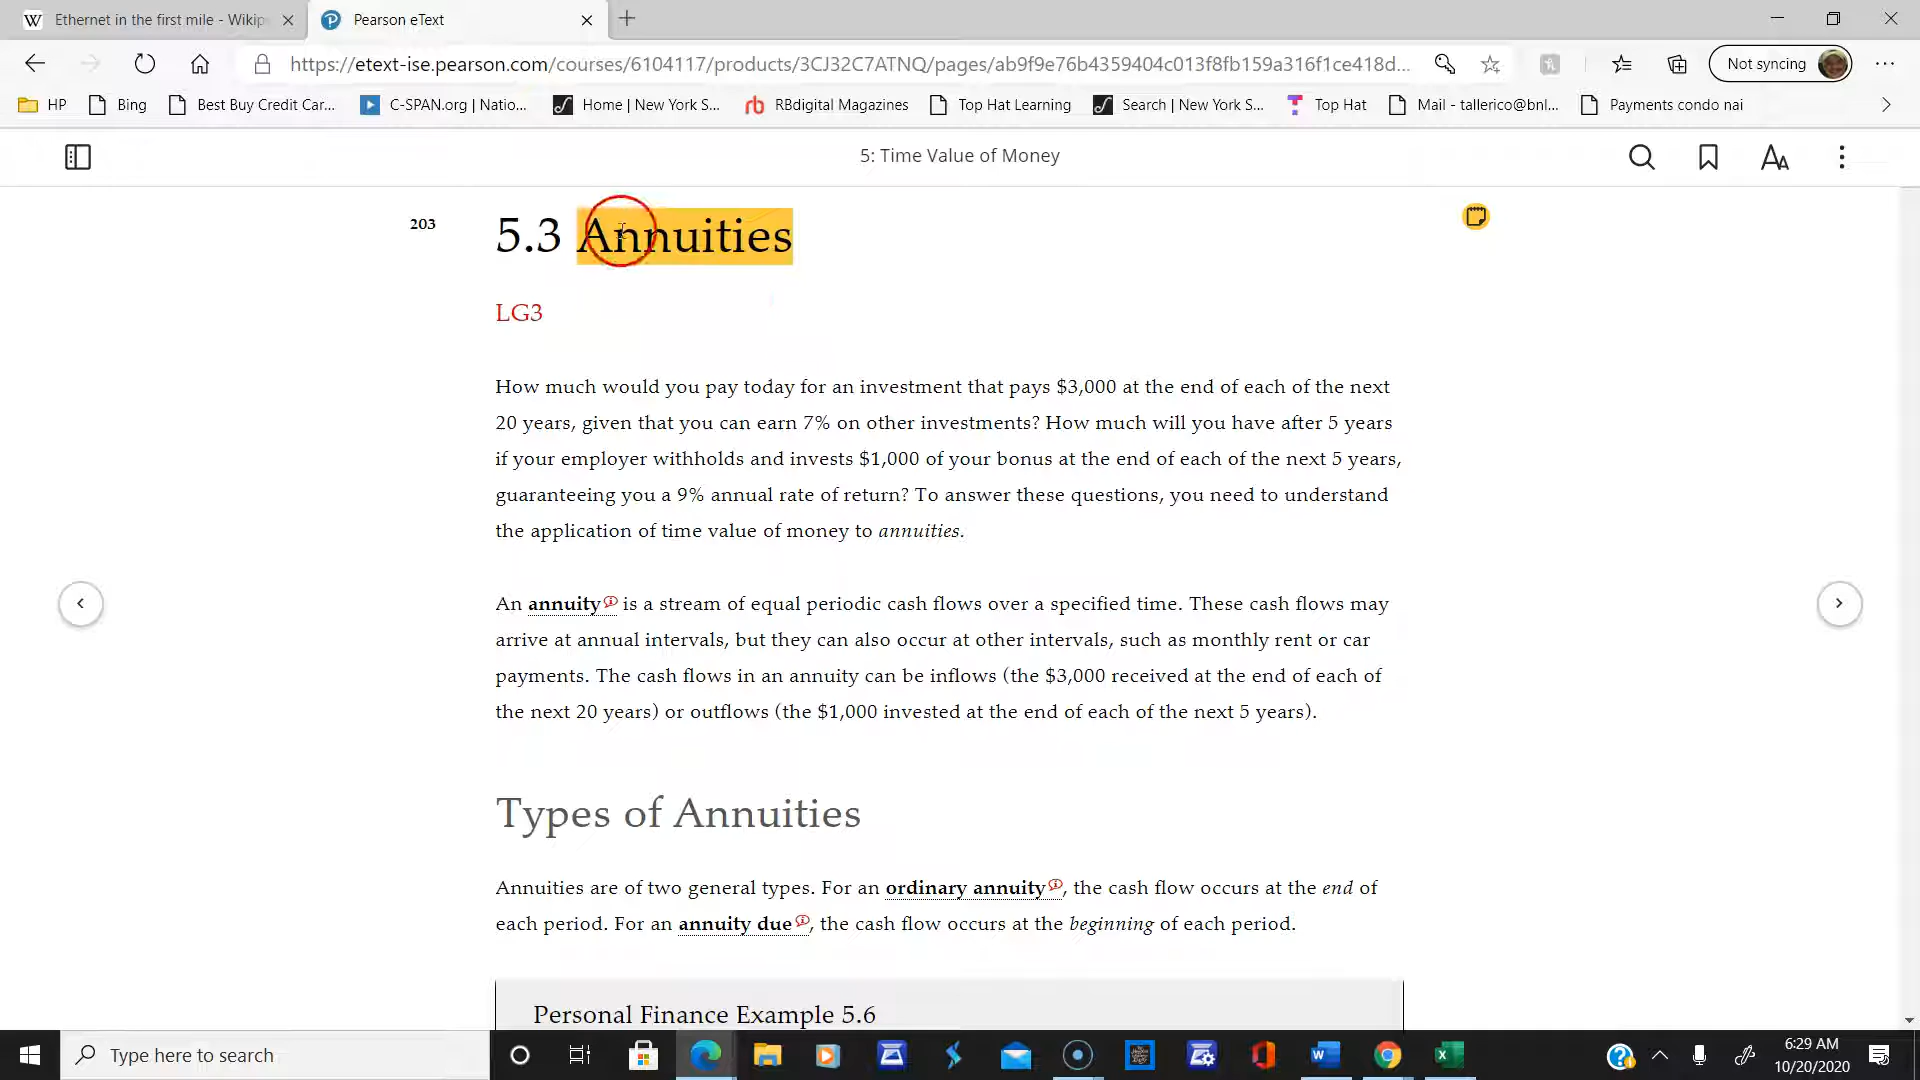 Ethernet in the first mile - Wikip
Pearson eText
https://etext-ise.pearson.com/courses/6104117/products/3CJ32C7ATNQ/pages/ab9f9e76b4359404c013f8fb159a316f1ce418d...
Not syncing
HP
Bing
Best Buy Credit Car...
C-SPAN.org | Natio...
Home | New York S...
RBdigital Magazines
Top Hat Learning
Search | New York S...
Top Hat
Mail - tallerico@bnl...
Payments condo nai
5: Time Value of Money
203
5.3 Annuities
LG3
How much would you pay today for an investment that pays $3,000 at the end of each of the next
20 years, given that you can earn 7% on other investments? How much will you have after 5 years
if your employer withholds and invests $1,000 of your bonus at the end of each of the next 5 years,
guaranteeing you a 9% annual rate of return? To answer these questions, you need to understand
the application of time value of money to annuities.
An annuity is a stream of equal periodic cash flows over a specified time. These cash flows may
arrive at annual intervals, but they can also occur at other intervals, such as monthly rent or car
payments. The cash flows in an annuity can be inflows (the $3,000 received at the end of each of
the next 20 years) or outflows (the $1,000 invested at the end of each of the next 5 years).
Types of Annuities
Annuities are of two general types. For an ordinary annuity, the cash flow occurs at the end of
each period. For an annuity due, the cash flow occurs at the beginning of each period.
Personal Finance Example 5.6
Type here to search
6:29 AM
10/20/2020